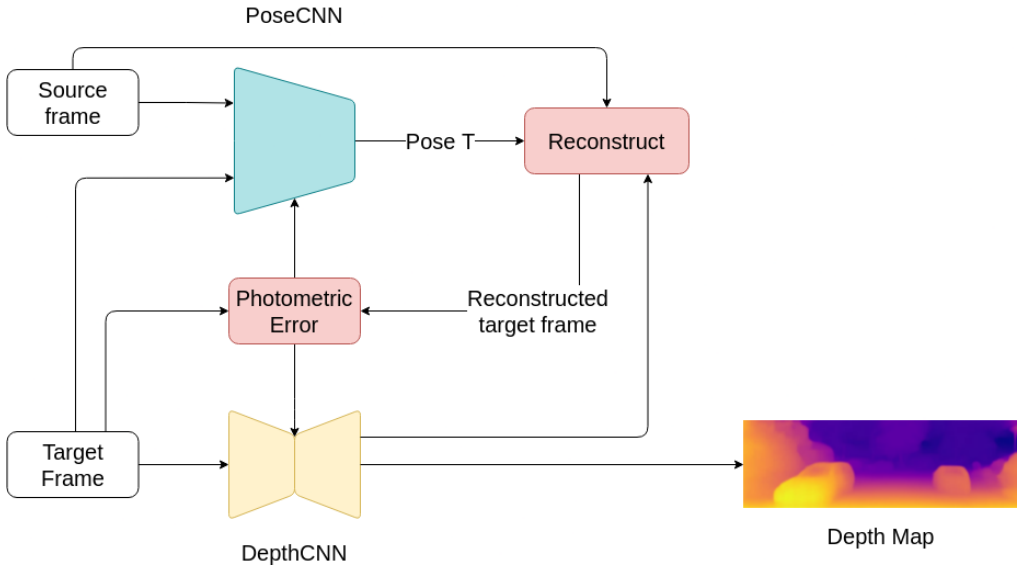 PoseCNN
Source
frame
Pose T
Reconstruct
Photometric
Error
Reconstructed
target frame
Target
Frame
DepthCNN
Depth Map